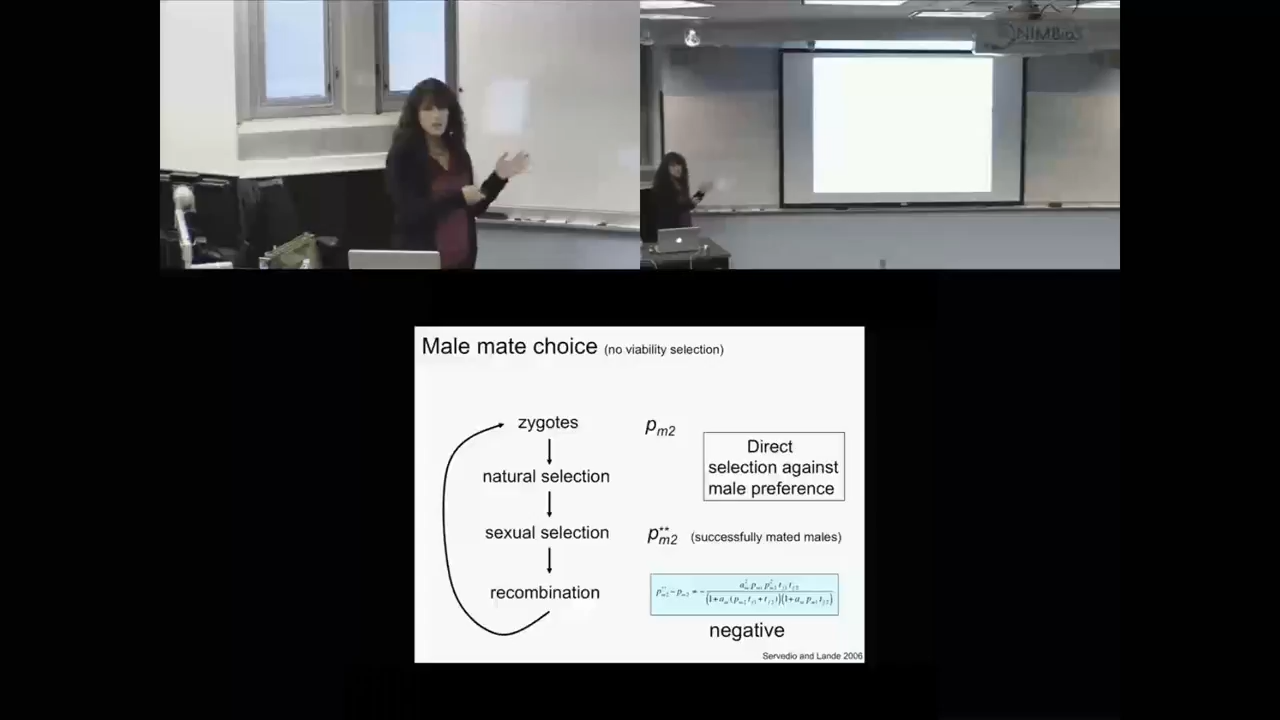 NIMBioS
Male mate choice (no viability selection)
zygotes
p_m2
Direct
selection against
male preference
natural selection
sexual selection
p**_m2 (successfully mated males)
recombination
negative
Servedio and Lande 2006